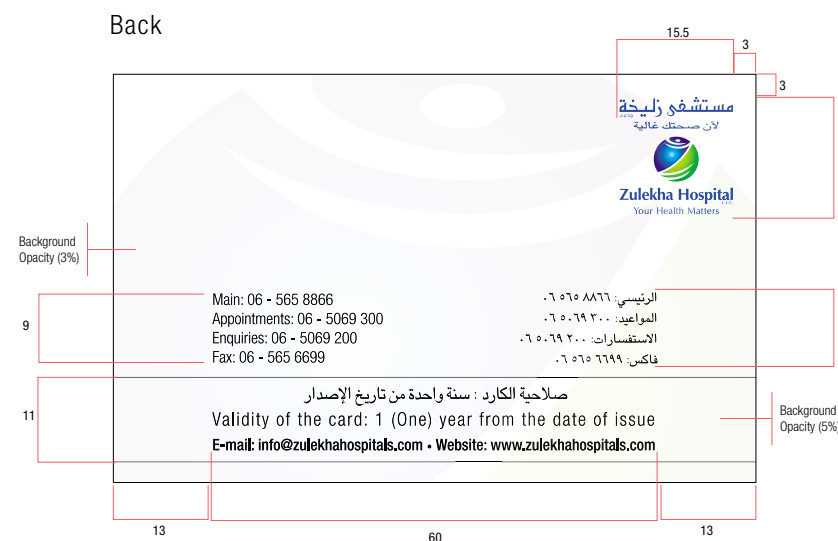 Back
15.5
3
3
مستشفى زليخة
ذ.م.م
لأن صحتك غالية
Zulekha Hospital
LLC
Your Health Matters
Background
Opacity (3%)
9
Main: 06 - 565 8866
Appointments: 06 - 5069 300
Enquiries: 06 - 5069 200
Fax: 06 - 565 6699
الرئيسي: ٨٨٦٦ ٥٦٥ ٠٦
المواعيد: ٣٠٠ ٥٠٦٩ ٠٦
الاستفسارات: ٢٠٠ ٥٠٦٩ ٠٦
فاكس: ٦٦٩٩ ٥٦٥ ٠٦
11
صلاحية الكارد : سنة واحدة من تاريخ الإصدار
Validity of the card: 1 (One) year from the date of issue
E-mail: info@zulekhahospitals.com • Website: www.zulekhahospitals.com
Background
Opacity (5%)
13
60
13